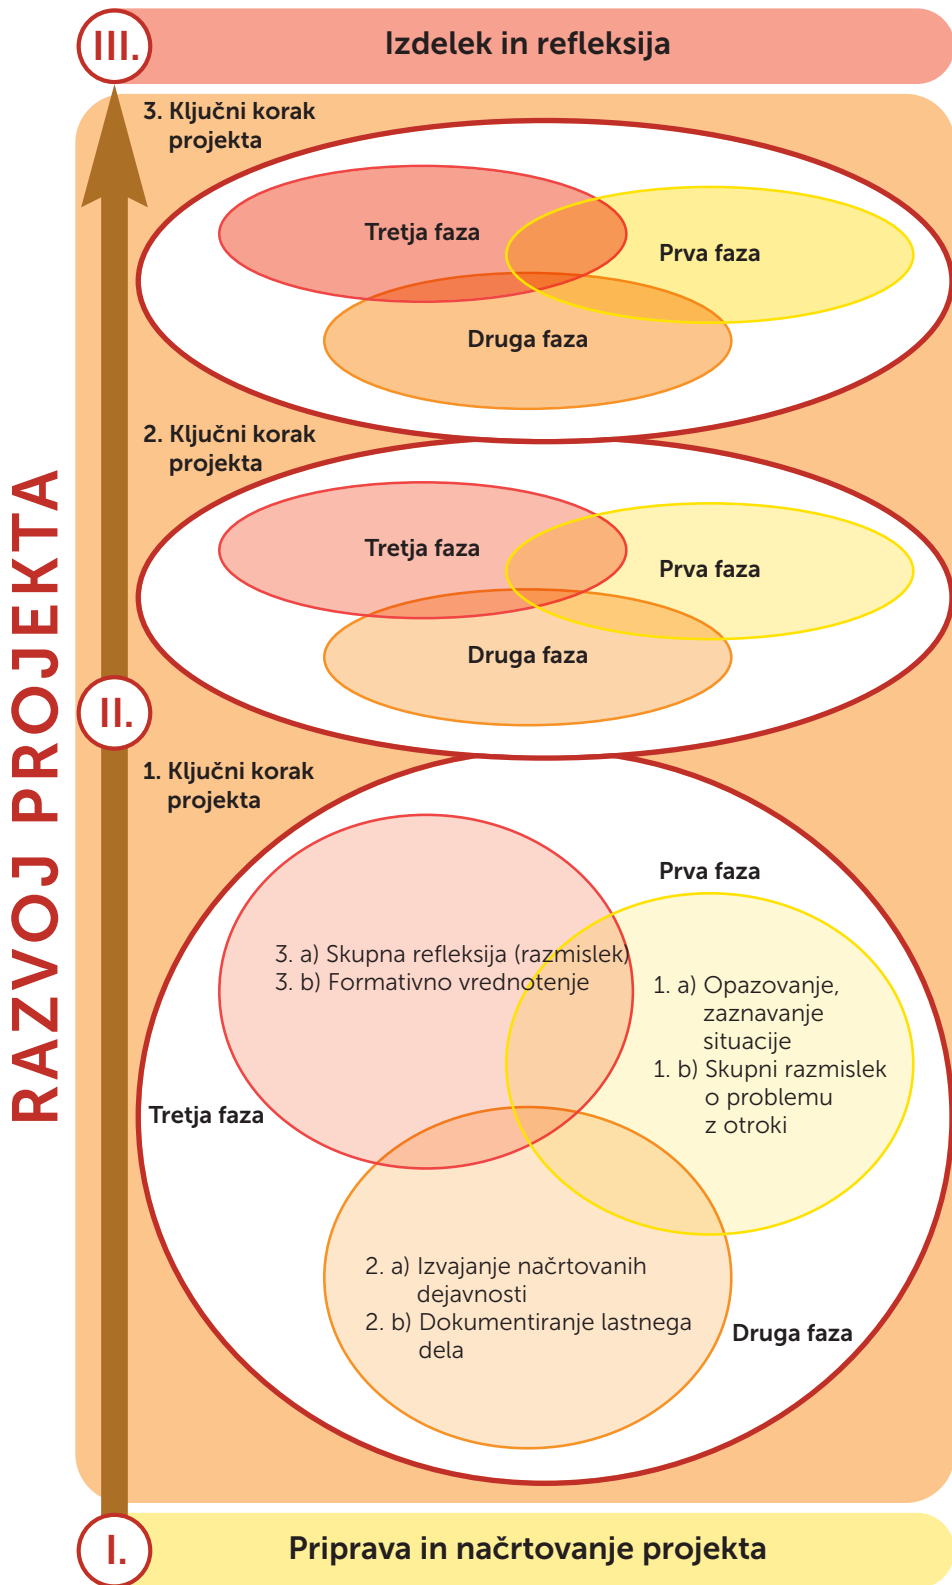 III.
Izdelek in refleksija
3. Ključni korak
projekta
Tretja faza
Prva faza
Druga faza
2. Ključni korak
projekta
Tretja faza
Prva faza
Druga faza
RAZVOJ PROJEKTA
II.
1. Ključni korak
projekta
Prva faza
3. a) Skupna refleksija (razmislek)
3. b) Formativno vrednotenje
1. a) Opazovanje,
zaznavanje
situacije
1. b) Skupni razmislek
o problemu
z otroki
Tretja faza
2. a) Izvajanje načrtovanih
dejavnosti
2. b) Dokumentiranje lastnega
dela
Druga faza
I.
Priprava in načrtovanje projekta